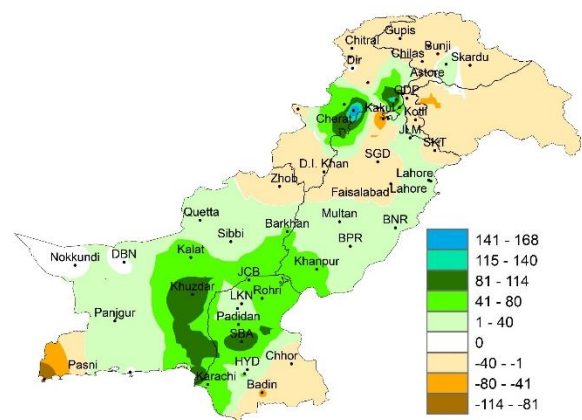 Gupis
Chitral
Bunji
Chilas
Skardu
Dir
Astore
Kakul
Cherat
Kotli
JLM
SKT
D.I. Khan
SGD
Zhob
Lahore
Faisalabad
Lahore
Quetta
Multan
BNR
Barkhan
Sibbi
BPR
Nokkundi
DBN
Kalat
Khanpur
JCB
Khuzdar
Rohri
LKN
Panjgur
Padidan
SBA
Pasni
HYD
Chhor
Karachi
Badin
141 - 168
115 - 140
81 - 114
41 - 80
1 - 40
0
-40 - -1
-80 - -41
-114 - -81